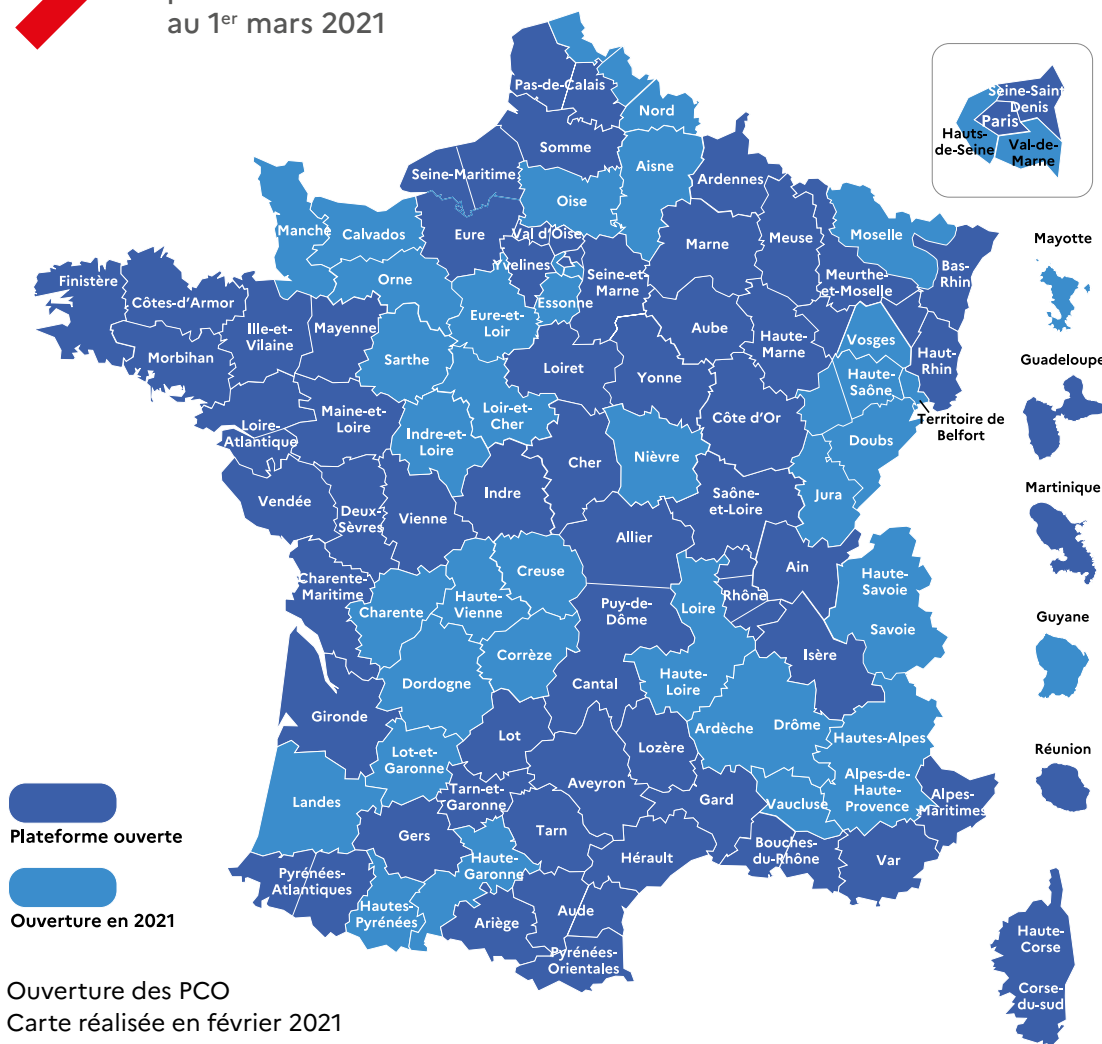 au 1er mars 2021
Pas-de-Calais
Nord
Somme
Seine-Maritime
Aisne
Ardennes
Oise
Manche
Calvados
Eure
Val d'Oise
Marne
Meuse
Moselle
Yvelines
Seine-et-
Marne
Meurthe-
et-Moselle
Bas-
Rhin
Orne
Essonne
Finistère
Côtes-d'Armor
Ille-et-
Vilaine
Mayenne
Eure-et-
Loir
Aube
Haute-
Marne
Vosges
Haut-
Rhin
Morbihan
Sarthe
Loiret
Yonne
Haute-
Saône
Territoire de
Belfort
Loire-
Atlantique
Maine-et-
Loire
Indre-et-
Loire
Loir-et-
Cher
Côte d'Or
Doubs
Cher
Nièvre
Jura
Vendée
Deux-
Sèvres
Vienne
Indre
Saône-
et-Loire
Allier
Charente-
Maritime
Charente
Haute-
Vienne
Creuse
Puy-de-
Dôme
Loire
Rhône
Ain
Haute-
Savoie
Savoie
Corrèze
Isère
Dordogne
Cantal
Haute-
Loire
Gironde
Lot
Lozère
Ardèche
Drôme
Hautes-Alpes
Lot-et-
Garonne
Aveyron
Landes
Tarn-et-
Garonne
Gard
Vaucluse
Alpes-de-
Haute-
Provence
Alpes-
Maritimes
Gers
Tarn
Hérault
Bouches-
du-Rhône
Var
Haute-
Garonne
Pyrénées-
Atlantiques
Hautes-
Pyrénées
Ariège
Aude
Pyrénées-
Orientales
Haute-
Corse
Corse-
du-sud
Seine-Saint
Denis
Paris
Hauts-
de-Seine
Val-de-
Marne
Mayotte
Guadeloupe
Martinique
Guyane
Réunion
Plateforme ouverte
Ouverture en 2021
Ouverture des PCO
Carte réalisée en février 2021